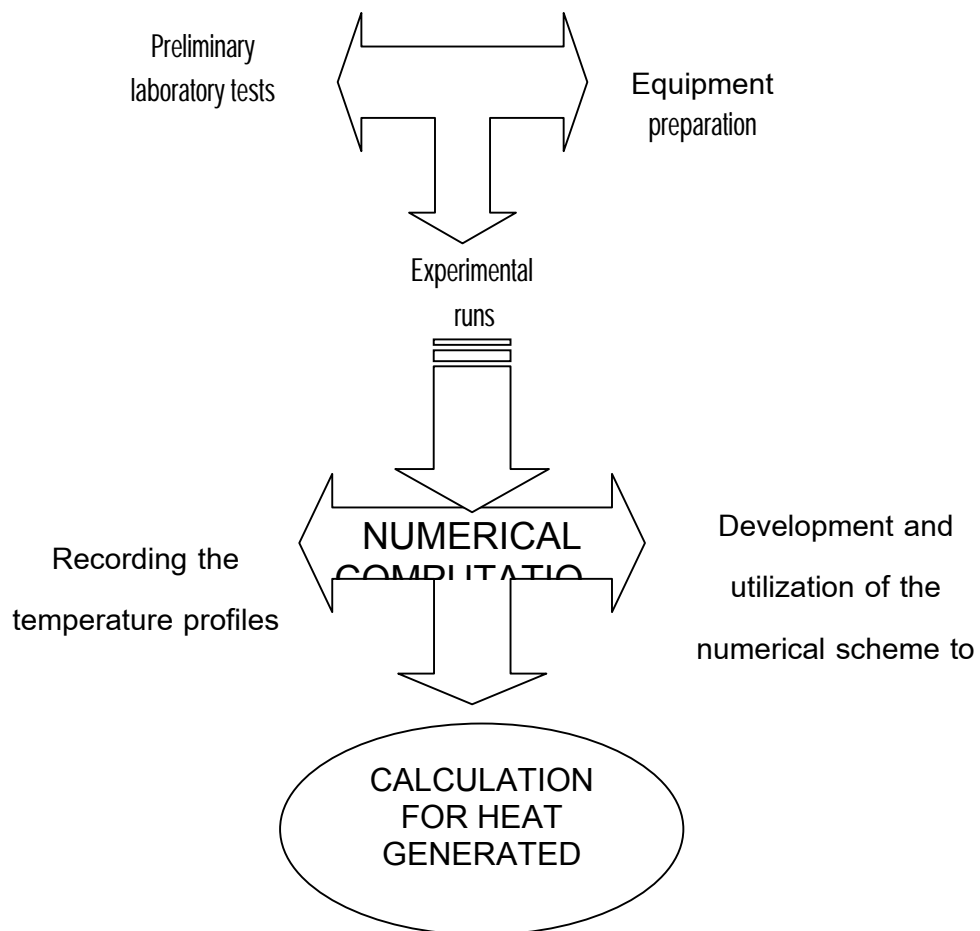 Preliminary
laboratory tests
Equipment
preparation
Experimental
runs
NUMERICAL
COMPUTATIO
Recording the
temperature profiles
Development and
utilization of the
numerical scheme to
CALCULATION
FOR HEAT
GENERATED